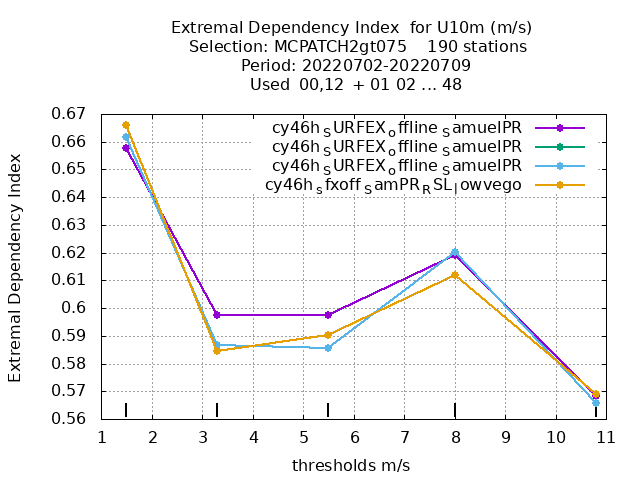 Extremal Dependency Index  for U10m (m/s)
Selection: MCPATCH2gt075    190 stations
Period: 20220702-20220709
Used  00,12  + 01 02 ... 48
cy46h_SURFEX_offline_SamuelPR
cy46h_SURFEX_offline_SamuelPR
cy46h_SURFEX_offline_SamuelPR
cy46h_sfxoff_SamPR_RSL_lowvego
Extremal Dependency Index
0.67
0.66
0.65
0.64
0.63
0.62
0.61
0.6
0.59
0.58
0.57
0.56
1 2 3 4 5 6 7 8 9 10 11
thresholds m/s